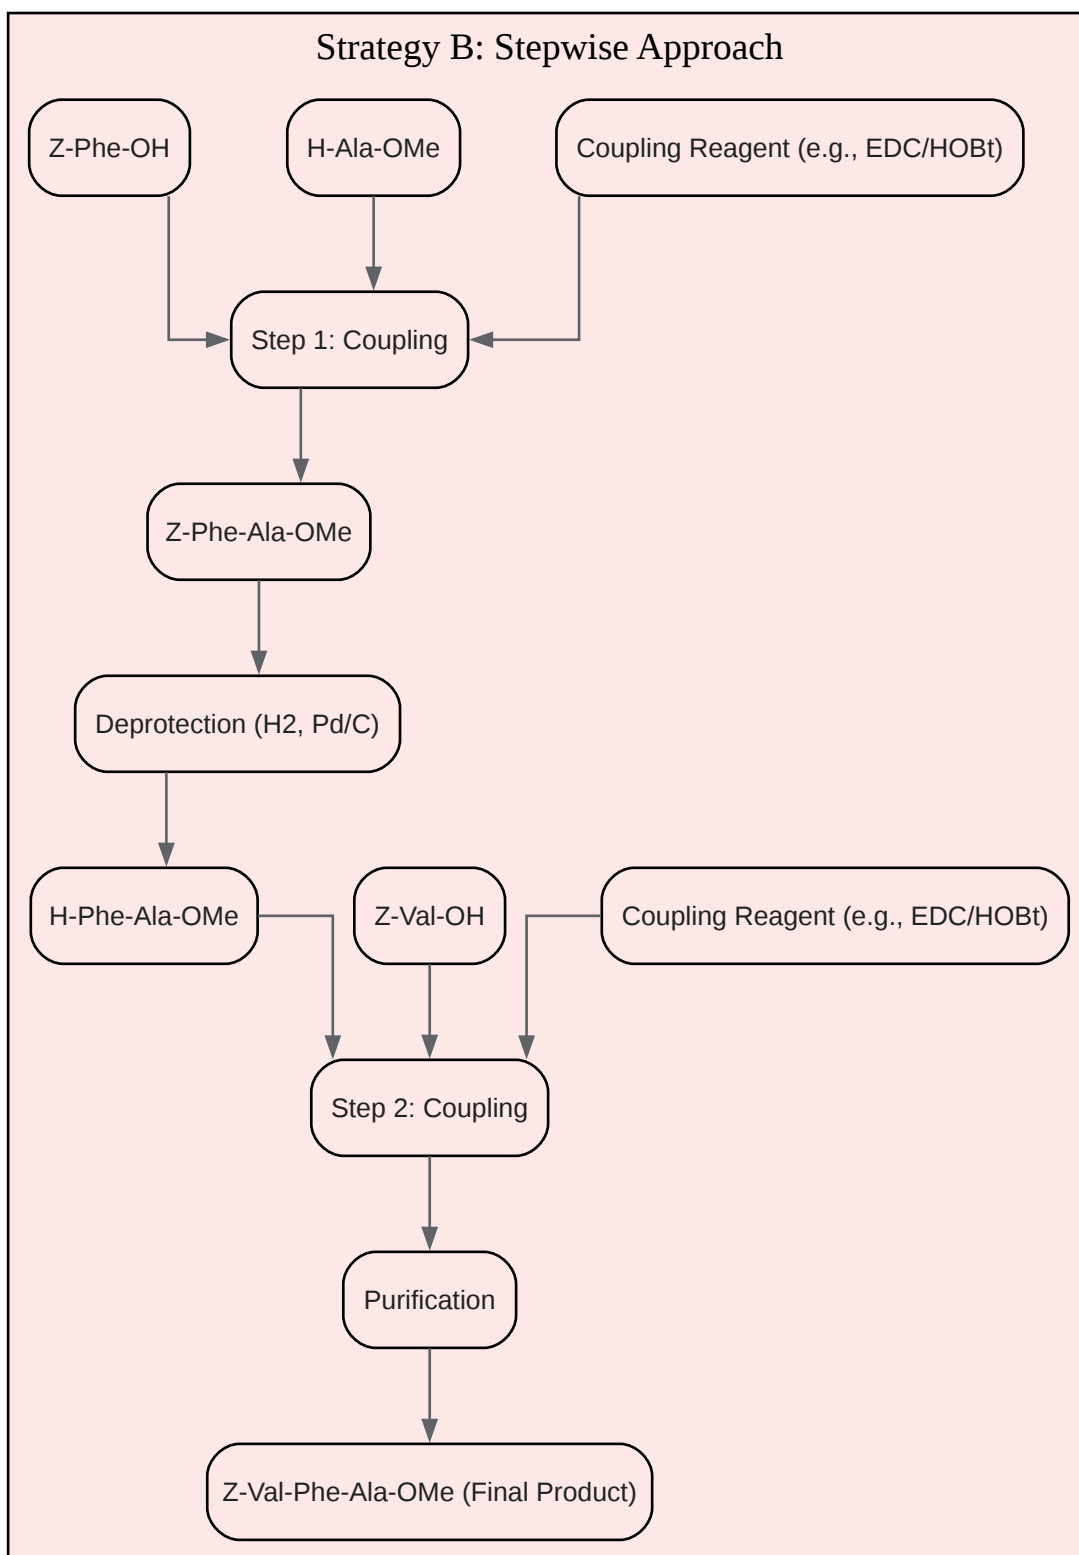 Strategy B: Stepwise Approach
Z-Phe-OH
H-Ala-OMe
Coupling Reagent (e.g., EDC/HOBt)
Step 1: Coupling
Z-Phe-Ala-OMe
Deprotection (H2, Pd/C)
H-Phe-Ala-OMe
Z-Val-OH
Coupling Reagent (e.g., EDC/HOBt)
Step 2: Coupling
Purification
Z-Val-Phe-Ala-OMe (Final Product)